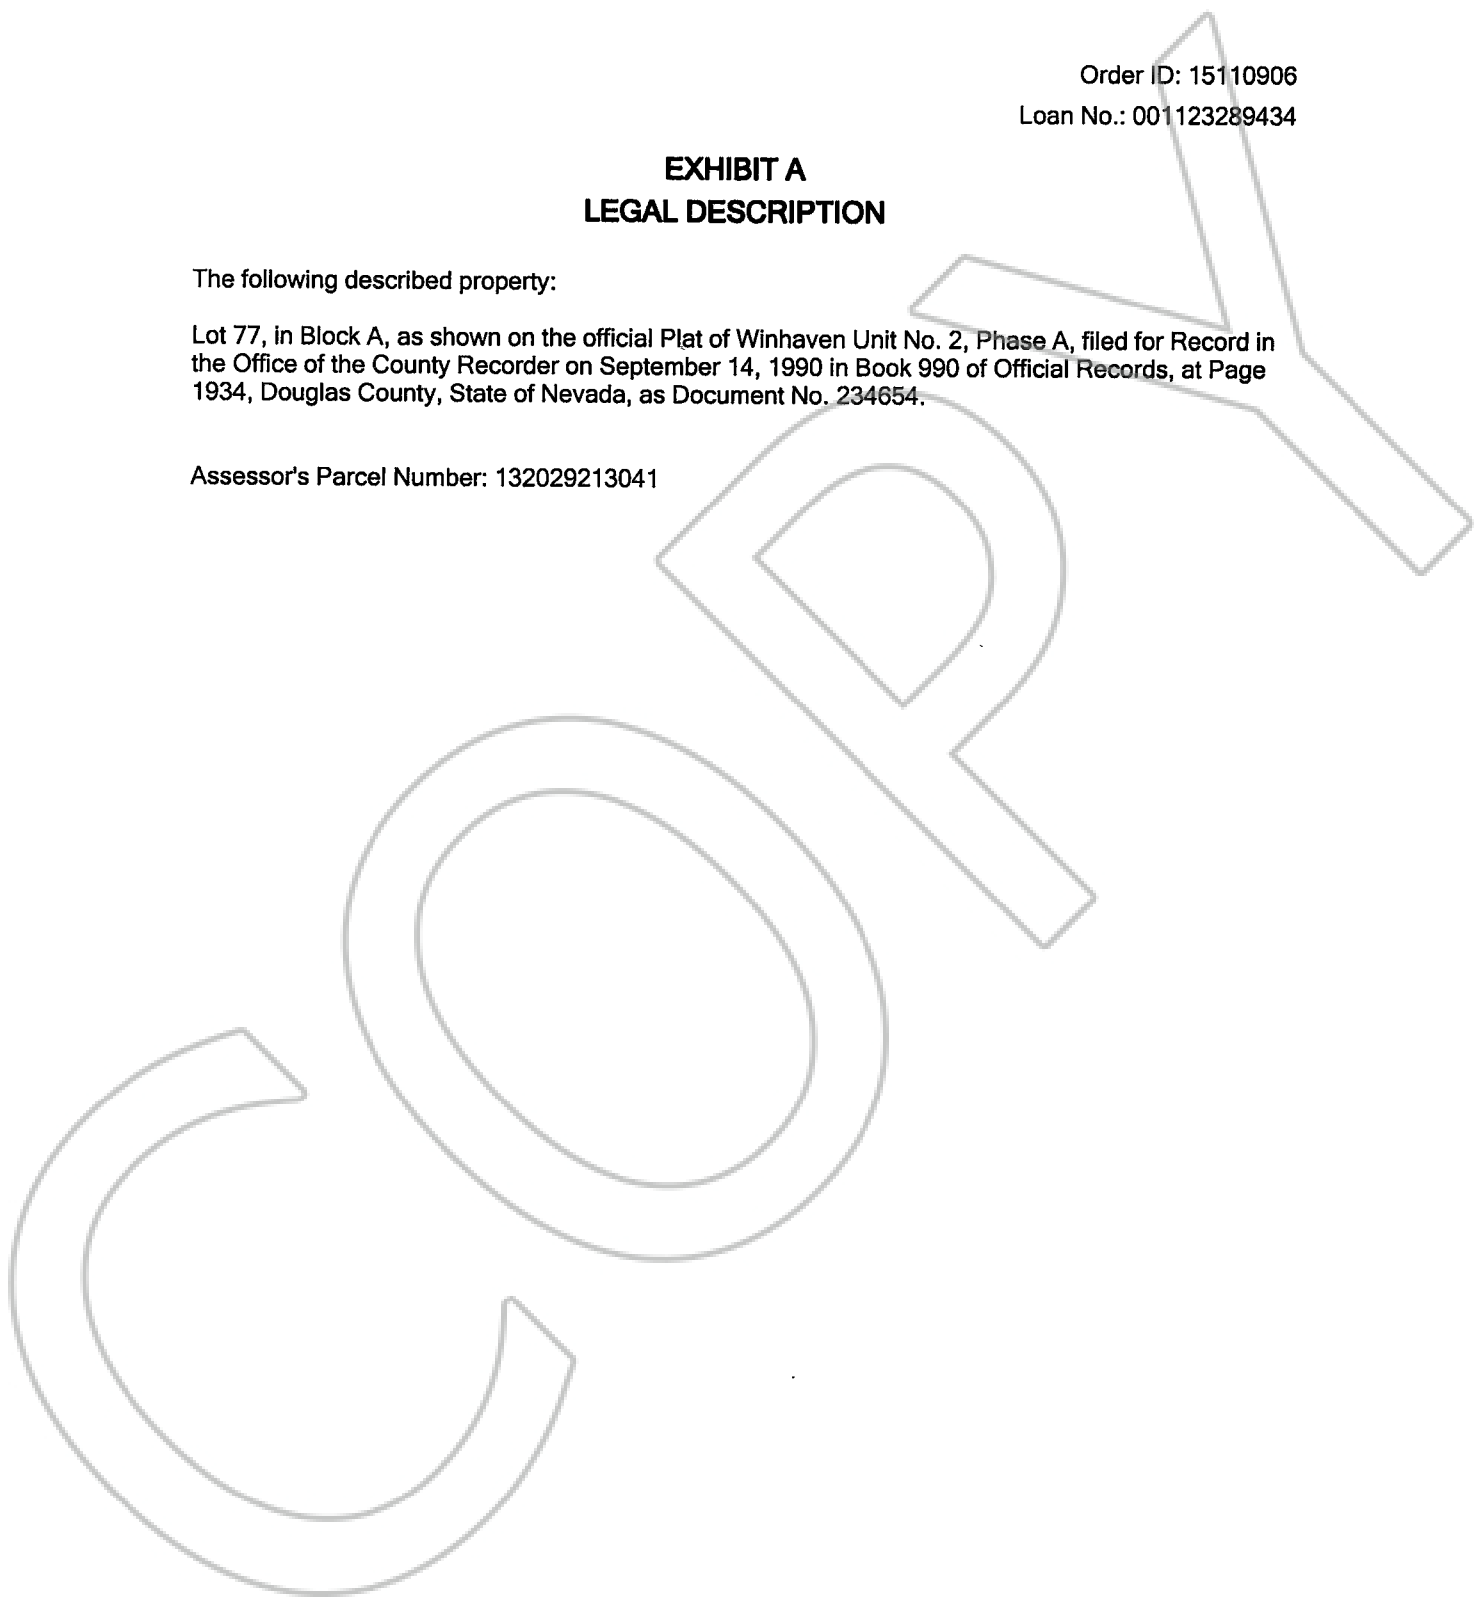 Order ID: 15110906
Loan No.: 001123289434
EXHIBIT A
LEGAL DESCRIPTION
The following described property:
Lot 77, in Block A, as shown on the official Plat of Winhaven Unit No. 2, Phase A, filed for Record in
the Office of the County Recorder on September 14, 1990 in Book 990 of Official Records, at Page
1934, Douglas County, State of Nevada, as Document No. 234654.
Assessor's Parcel Number: 132029213041
COPY